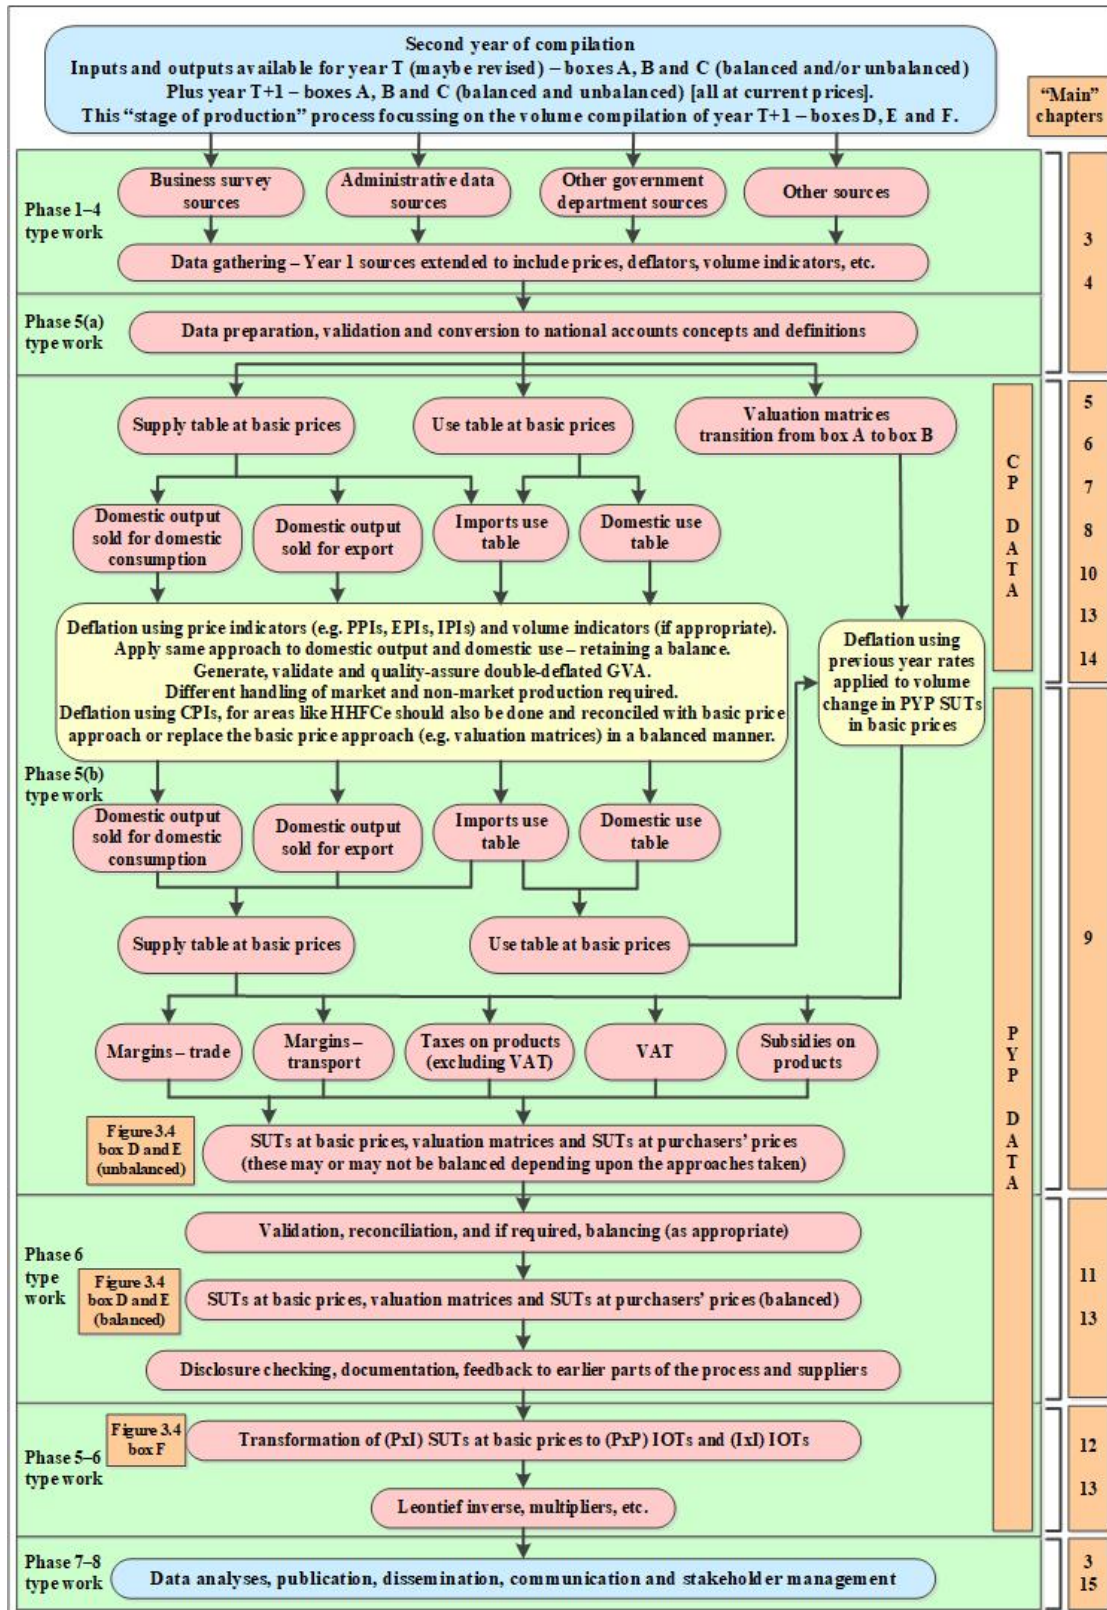 Second year of compilation
Inputs and outputs available for year T (maybe revised) – boxes A, B and C (balanced and/or unbalanced)
Plus year T+1 – boxes A, B and C (balanced and unbalanced) [all at current prices].
This “stage of production” process focussing on the volume compilation of year T+1 – boxes D, E and F.
“Main”
chapters
Phase 1–4
type work
Business survey
sources
Administrative data
sources
Other government
department sources
Other sources
Data gathering – Year 1 sources extended to include prices, deflators, volume indicators, etc.
3
4
Phase 5(a)
type work
Data preparation, validation and conversion to national accounts concepts and definitions
Supply table at basic prices
Use table at basic prices
Valuation matrices
transition from box A to box B
Domestic output
sold for domestic
consumption
Domestic output
sold for export
Imports use
table
Domestic use
table
C
P
D
A
T
A
5
6
7
8
10
13
14
Deflation using price indicators (e.g. PPIs, EPIs, IPIs) and volume indicators (if appropriate).
Apply same approach to domestic output and domestic use – retaining a balance.
Generate, validate and quality-assure double-deflated GVA.
Different handling of market and non-market production required.
Deflation using CPIs, for areas like HHFCe should also be done and reconciled with basic price
approach or replace the basic price approach (e.g. valuation matrices) in a balanced manner.
Deflation using
previous year rates
applied to volume
change in PYP SUTs
in basic prices
Phase 5(b)
type work
Domestic output
sold for domestic
consumption
Domestic output
sold for export
Imports use
table
Domestic use
table
Supply table at basic prices
Use table at basic prices
9
Margins – trade
Margins –
transport
Taxes on products
(excluding VAT)
VAT
Subsidies on
products
P
Y
P
D
A
T
A
Figure 3.4
box D and E
(unbalanced)
SUTs at basic prices, valuation matrices and SUTs at purchasers’ prices
(these may or may not be balanced depending upon the approaches taken)
Phase 6
type
work
Validation, reconciliation, and if required, balancing (as appropriate)
Figure 3.4
box D and E
(balanced)
SUTs at basic prices, valuation matrices and SUTs at purchasers’ prices (balanced)
Disclosure checking, documentation, feedback to earlier parts of the process and suppliers
11
13
Phase 5–6
type work
Figure 3.4
box F
Transformation of (PxI) SUTs at basic prices to (PxP) IOTs and (IxI) IOTs
Leontief inverse, multipliers, etc.
12
13
Phase 7–8
type work
Data analyses, publication, dissemination, communication and stakeholder management
3
15